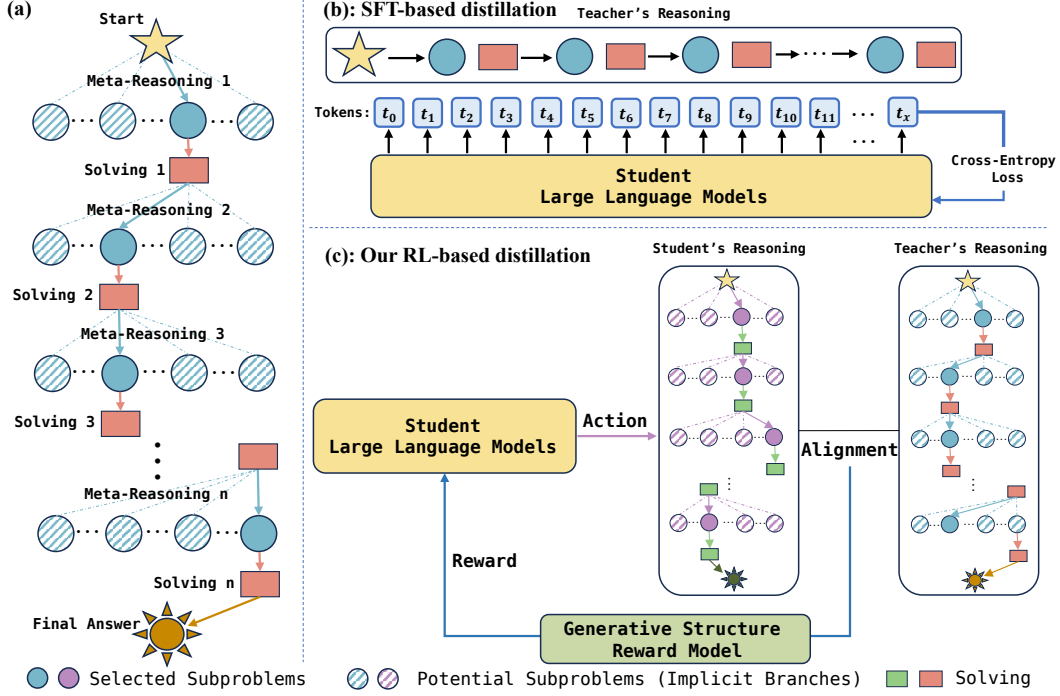 (a)
Start
Meta-Reasoning 1
Solving 1
Meta-Reasoning 2
Solving 2
Meta-Reasoning 3
Solving 3
Meta-Reasoning n
Solving n
Final Answer
(b): SFT-based distillation
Teacher's Reasoning
Tokens: t0 t1 t2 t3 t4 t5 t6 t7 t8 t9 t10 t11 ... tx
Student
Large Language Models
Cross-Entropy
Loss
(c): Our RL-based distillation
Student's Reasoning
Teacher's Reasoning
Student
Large Language Models
Action
Alignment
Reward
Generative Structure
Reward Model
Selected Subproblems
Potential Subproblems (Implicit Branches)
Solving